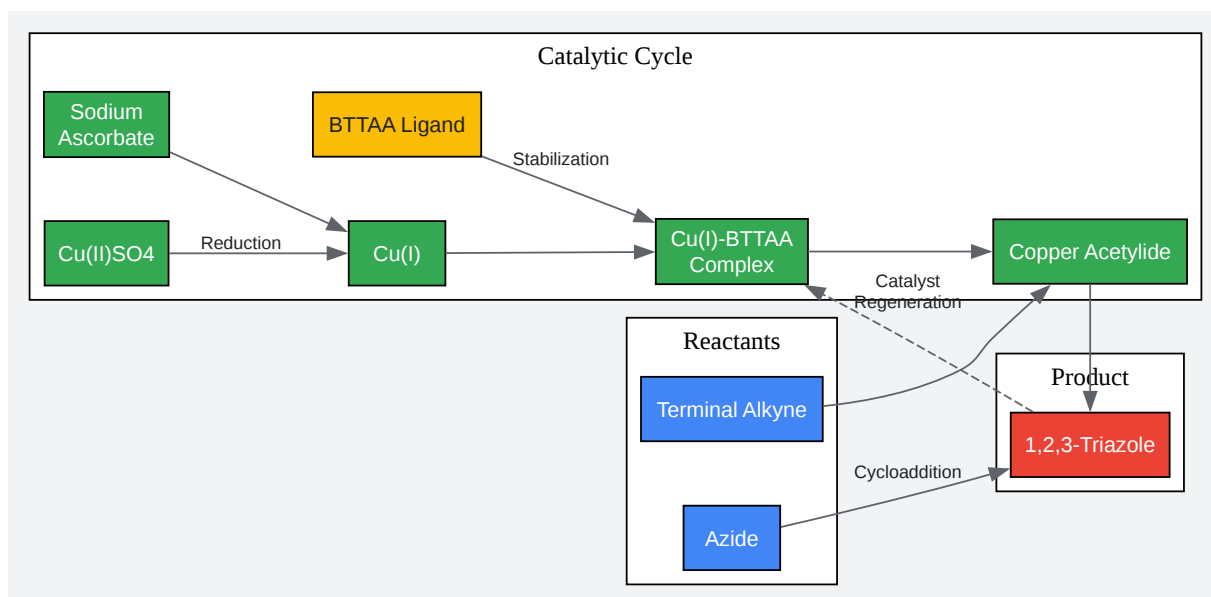 Catalytic Cycle
Sodium
Ascorbate
BTTAA Ligand
Stabilization
Cu(II)SO4
Reduction
Cu(I)
Cu(I)-BTTAA
Complex
Copper Acetylide
Catalyst
Regeneration
Reactants
Terminal Alkyne
Azide
Product
1,2,3-Triazole
Cycloaddition